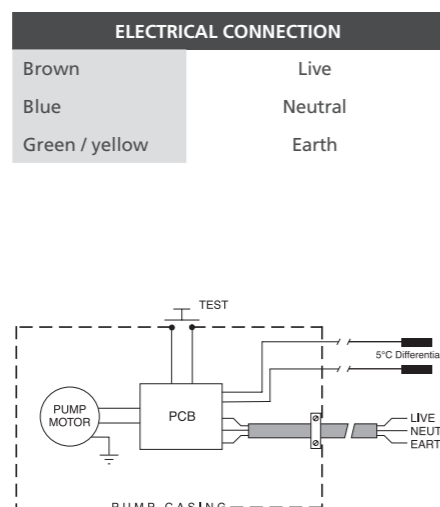 ELECTRICAL CONNECTION
Brown Live
Blue Neutral
Green / yellow Earth
TEST
5°C Differentia
PUMP
MOTOR
PCB
LIVE
NEUT
EART
PUMP CASING